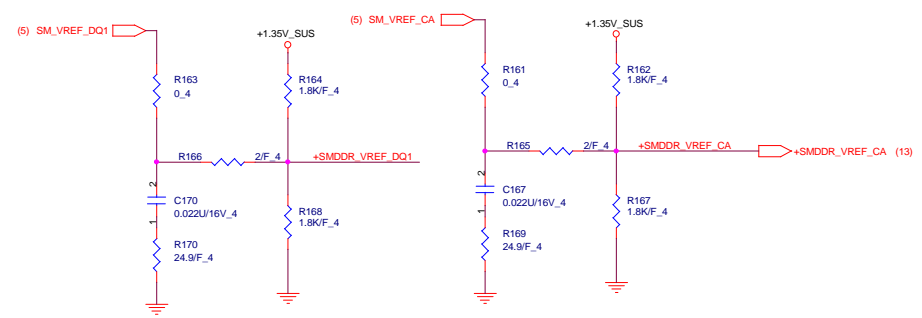 (5) SM_VREF_DQ1
+1.35V_SUS
R163
0_4
R164
1.8K/F_4
R166
2/F_4
+SMDDR_VREF_DQ1
2
C170
0.022U/16V_4
1
R168
1.8K/F_4
R170
24.9/F_4
(5) SM_VREF_CA
+1.35V_SUS
R161
0_4
R162
1.8K/F_4
R165
2/F_4
+SMDDR_VREF_CA
+SMDDR_VREF_CA (13)
2
C167
0.022U/16V_4
1
R167
1.8K/F_4
R169
24.9/F_4